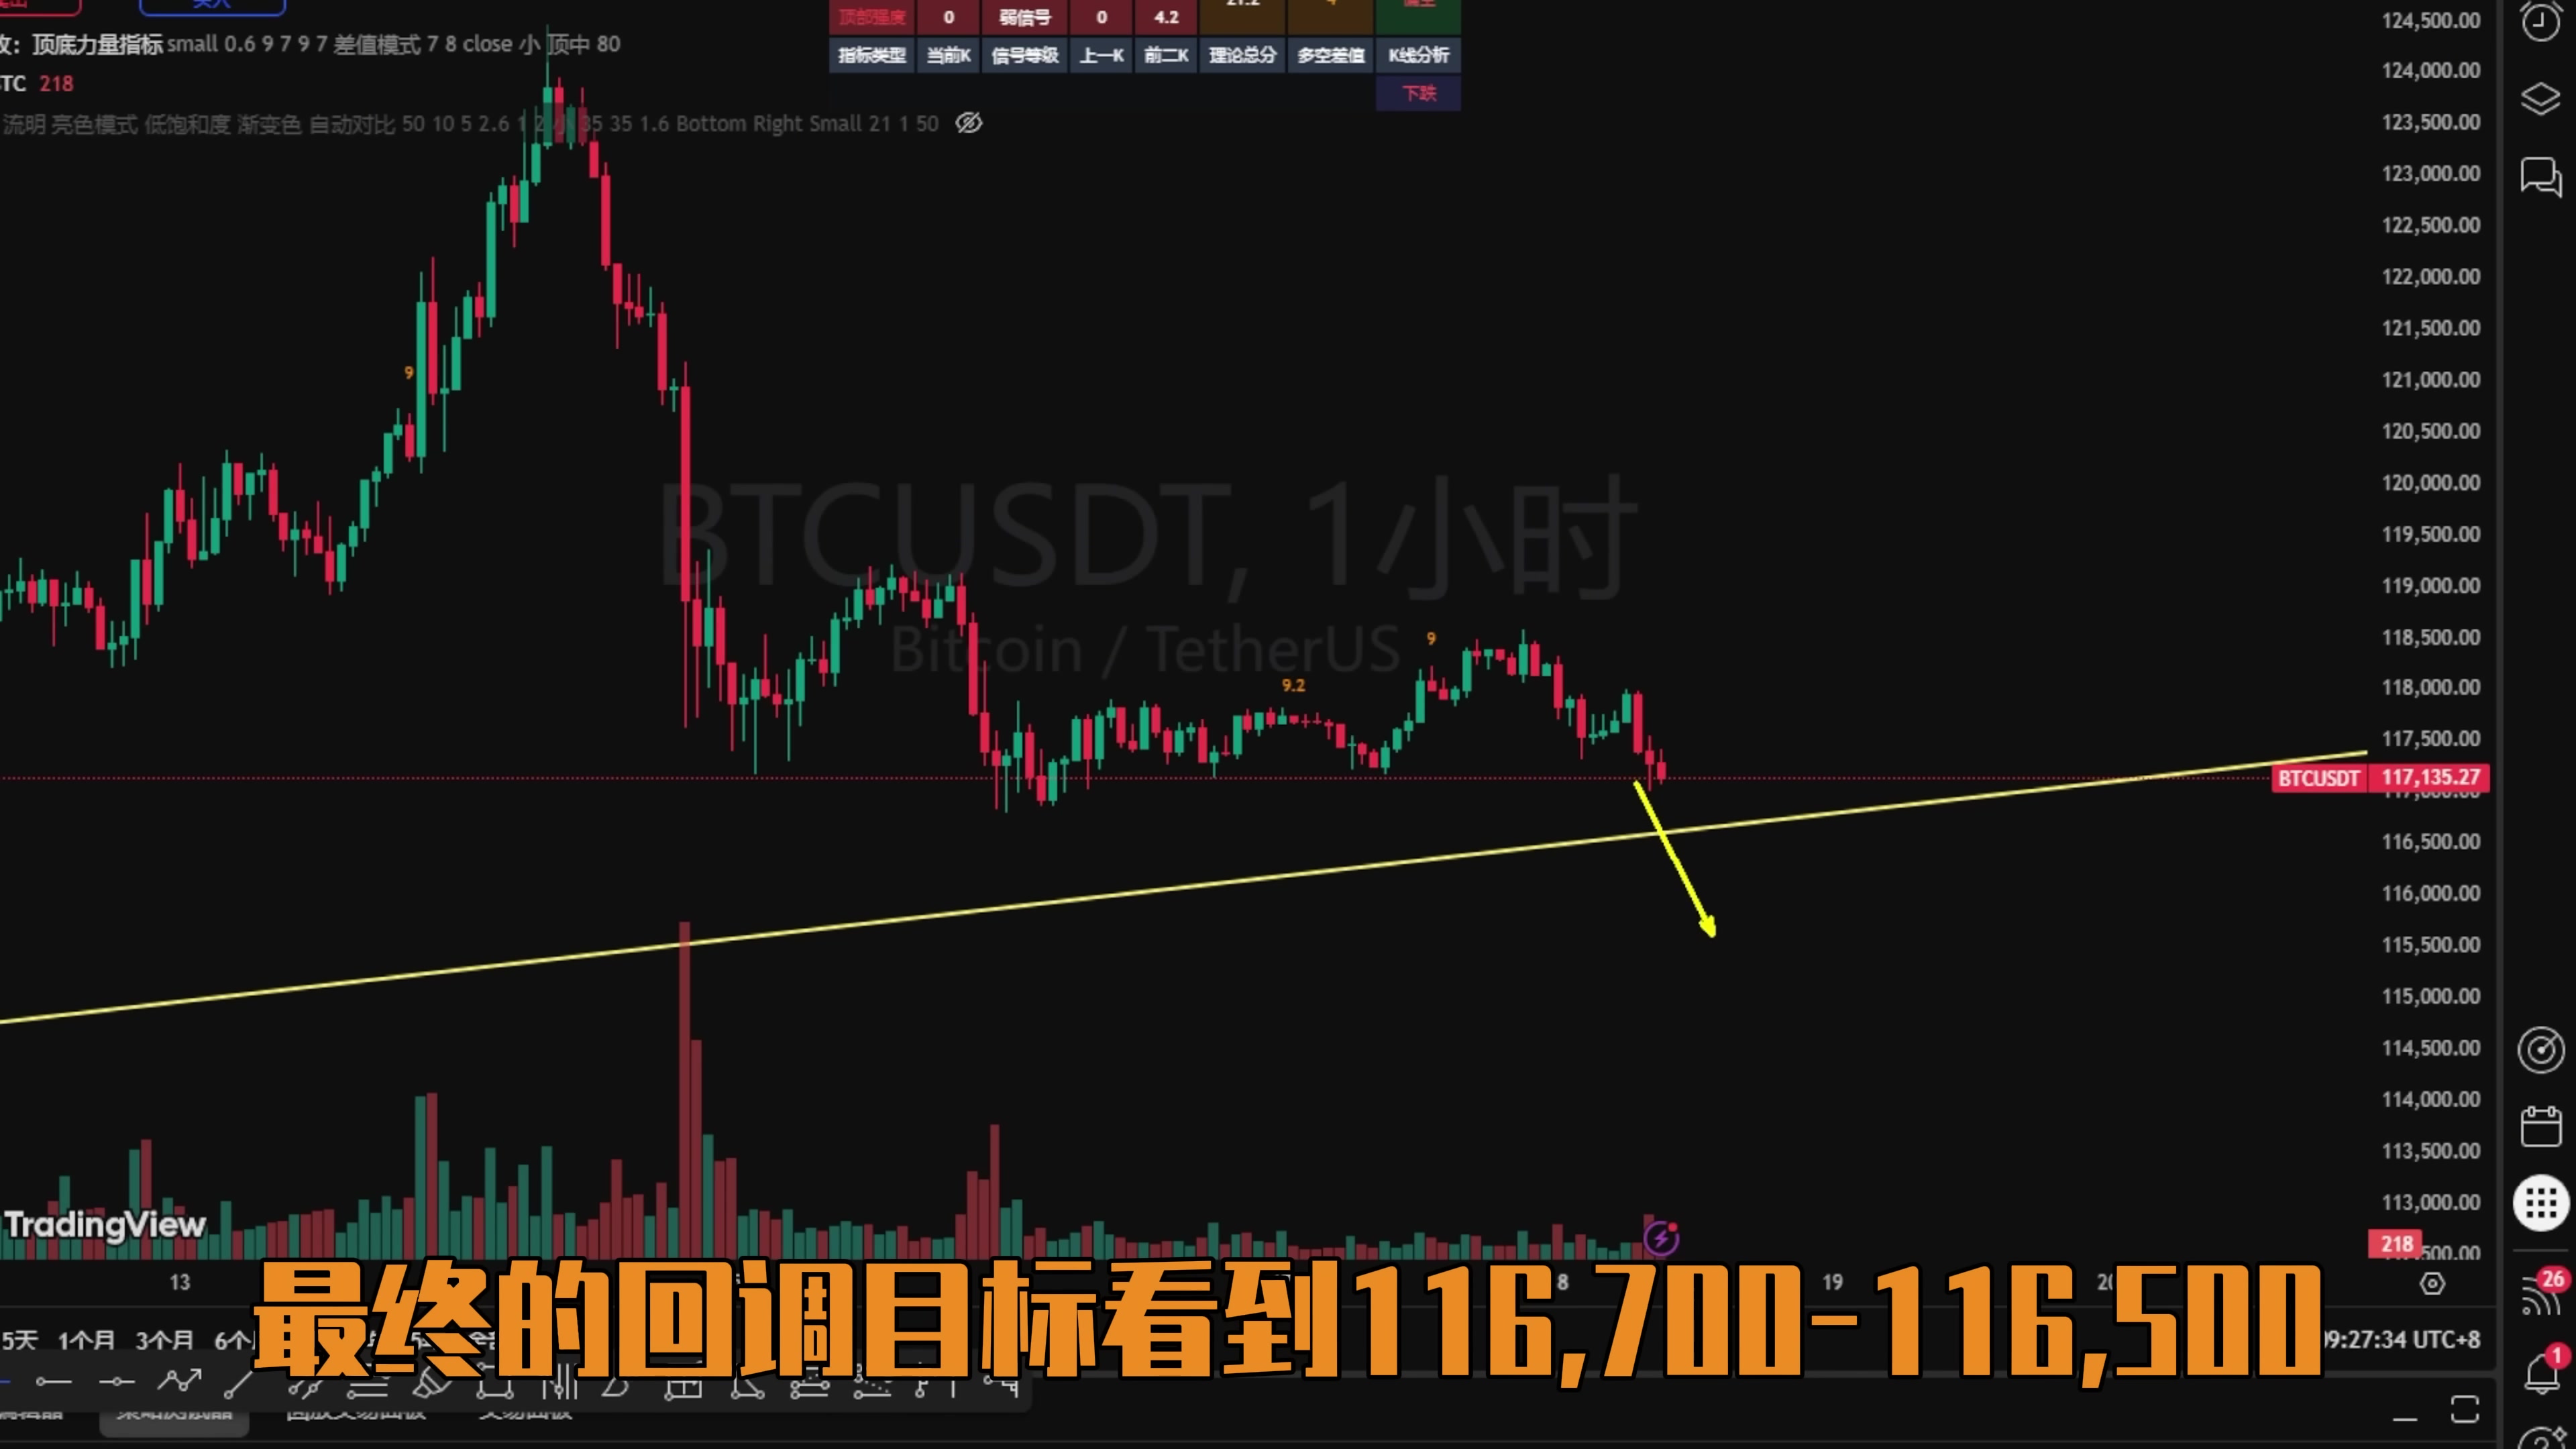 买入
124,500.00
顶部强度 0 弱信号 0 4.2 21.2
攻：顶底力量指标 small 0.6 9 7 9 7 差值模式 7 8 close 小 顶中 80
指标类型 当前K 信号等级 上一K 前二K 理论总分 多空差值 K线分析
124,000.00
TC 218
下跌
流明 亮色模式 低饱和度 渐变色 自动对比 50 10 5 2.6 1 2 小 35 35 1.6 Bottom Right Small 21 1 50
123,500.00
123,000.00
122,500.00
122,000.00
121,500.00
9
121,000.00
120,500.00
120,000.00
BTCUSDT, 1小时
119,500.00
119,000.00
Bitcoin / TetherUS
9
118,500.00
9.2
118,000.00
117,500.00
BTCUSDT 117,135.27
116,500.00
116,000.00
115,500.00
115,000.00
114,500.00
114,000.00
113,500.00
113,000.00
TradingView
218
500.00
13
8
19
26
最终的回调目标看到116,700-116,500
5天 1个月 3个月 6个
09:27:34 UTC+8
1